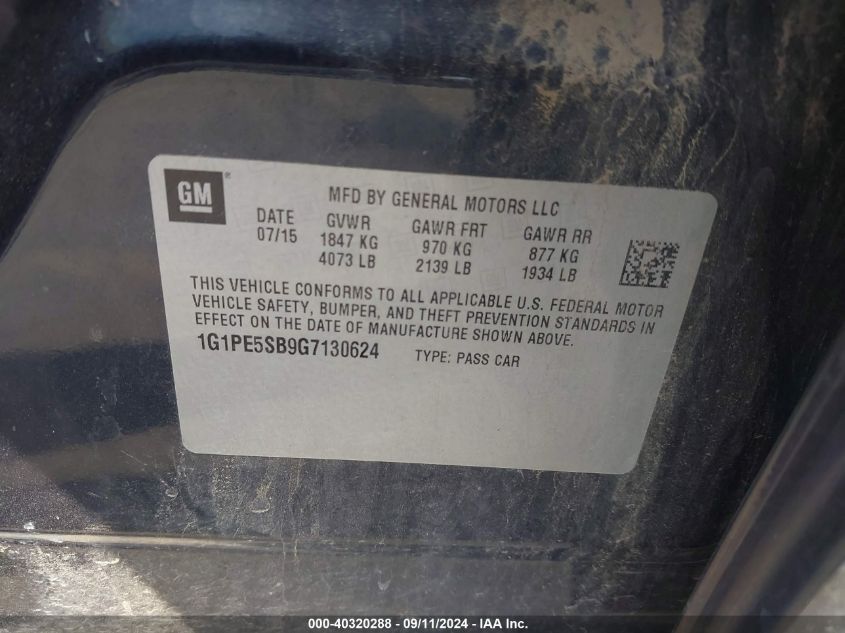 GM ®
MFD BY GENERAL MOTORS LLC
DATE GVWR GAWR FRT GAWR RR
07/15 1847 KG 970 KG 877 KG
4073 LB 2139 LB 1934 LB
THIS VEHICLE CONFORMS TO ALL APPLICABLE U.S. FEDERAL MOTOR
VEHICLE SAFETY, BUMPER, AND THEFT PREVENTION STANDARDS IN
EFFECT ON THE DATE OF MANUFACTURE SHOWN ABOVE.
1G1PE5SB9G7130624 TYPE: PASS CAR
000-40320288 - 09/11/2024 - IAA Inc.